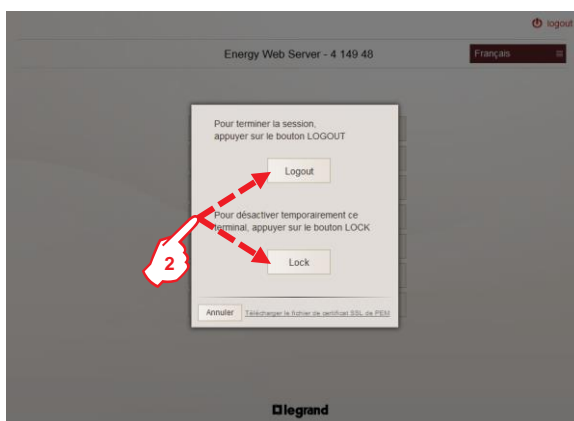 logout
Energy Web Server - 4 149 48
Français
Pour terminer la session,
appuyer sur le bouton LOGOUT
Logout
Pour désactiver temporairement ce
terminal, appuyer sur le bouton LOCK
2
Lock
Annuler Télécharger le fichier de certificat SSL de PEM
legrand